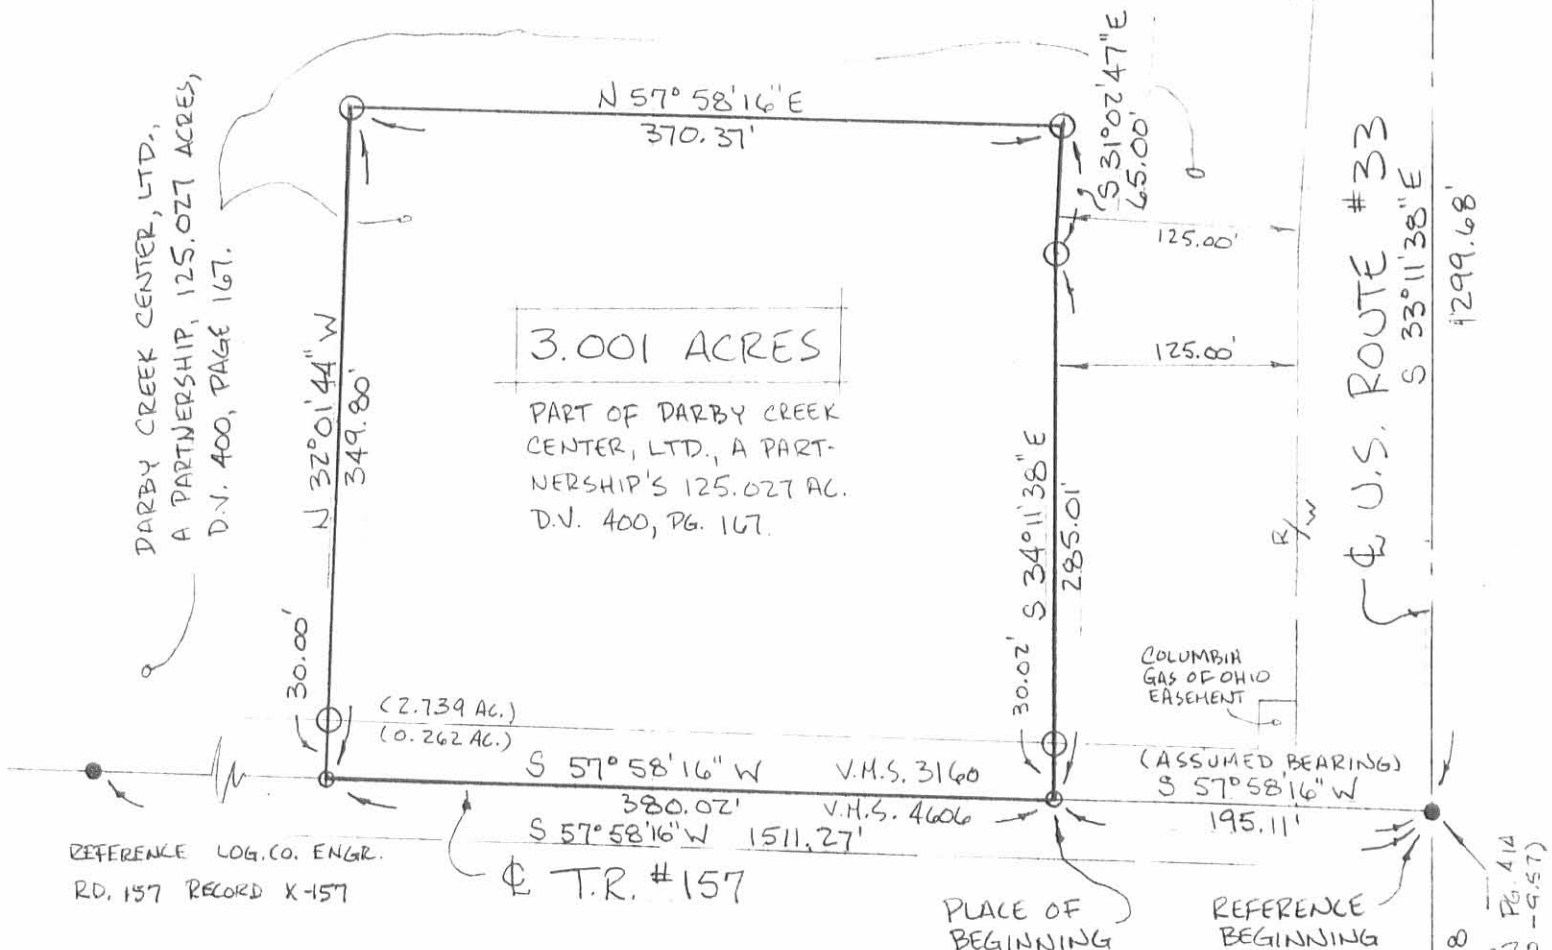 DARBY CREEK CENTER, LTD.,
A PARTNERSHIP, 125.027 ACRES,
D.V. 400, PAGE 167.
N 57° 58'16" E
370.37'
S 31°02'47"E
65.00'
125.00'
125.00'
℄ U.S. ROUTE #33
S 33°11'38"E
1299.68'
R/W
N 32°01'44" W
349.80'
30.00'
3.001 ACRES
PART OF DARBY CREEK
CENTER, LTD., A PART-
NERSHIP'S 125.027 AC.
D.V. 400, PG. 167.
S 34°11'38"E
285.01'
30.02'
COLUMBIA
GAS OF OHIO
EASEMENT
(2.739 AC.)
(0.262 AC.)
S 57° 58'16" W V.M.S. 3160
380.02' V.M.S. 4606
S 57°58'16"W 1511.27'
(ASSUMED BEARING)
S 57°58'16" W
195.11'
REFERENCE LOG.CO. ENGR.
RD. 157 RECORD X-157
℄ T.R. #157
PLACE OF
BEGINNING
REFERENCE
BEGINNING
PG. 414
-9.57)
8